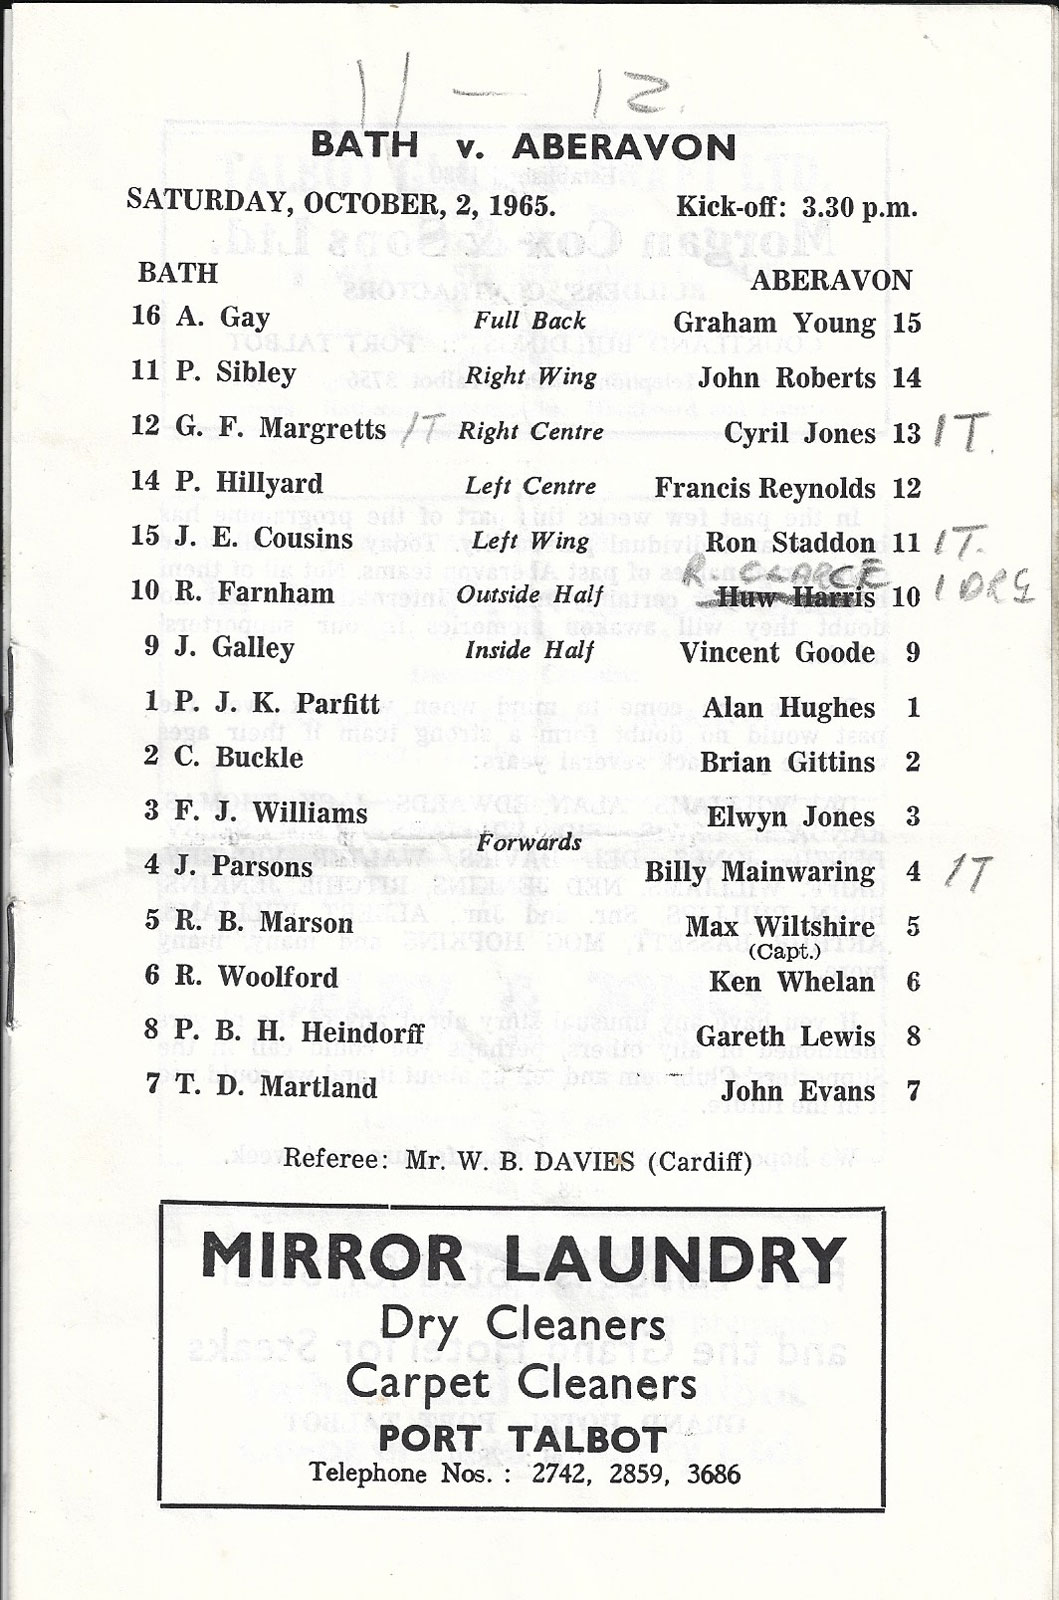 11 — 12.
BATH v. ABERAVON
SATURDAY, OCTOBER, 2, 1965. Kick-off: 3.30 p.m.
BATH ABERAVON
16 A. Gay Full Back Graham Young 15
11 P. Sibley Right Wing John Roberts 14
12 G. F. Margretts 1T Right Centre Cyril Jones 13 1T.
14 P. Hillyard Left Centre Francis Reynolds 12
15 J. E. Cousins Left Wing Ron Staddon 11 1T.
R CLARCE
10 R. Farnham Outside Half Huw Harris 10 1 DRG
9 J. Galley Inside Half Vincent Goode 9
1 P. J. K. Parfitt Alan Hughes 1
2 C. Buckle Brian Gittins 2
3 F. J. Williams Elwyn Jones 3
Forwards
4 J. Parsons Billy Mainwaring 4 1T
5 R. B. Marson Max Wiltshire 5
(Capt.)
6 R. Woolford Ken Whelan 6
8 P. B. H. Heindorff Gareth Lewis 8
7 T. D. Martland John Evans 7
Referee: Mr. W. B. DAVIES (Cardiff)
MIRROR LAUNDRY
Dry Cleaners
Carpet Cleaners
PORT TALBOT
Telephone Nos. : 2742, 2859, 3686